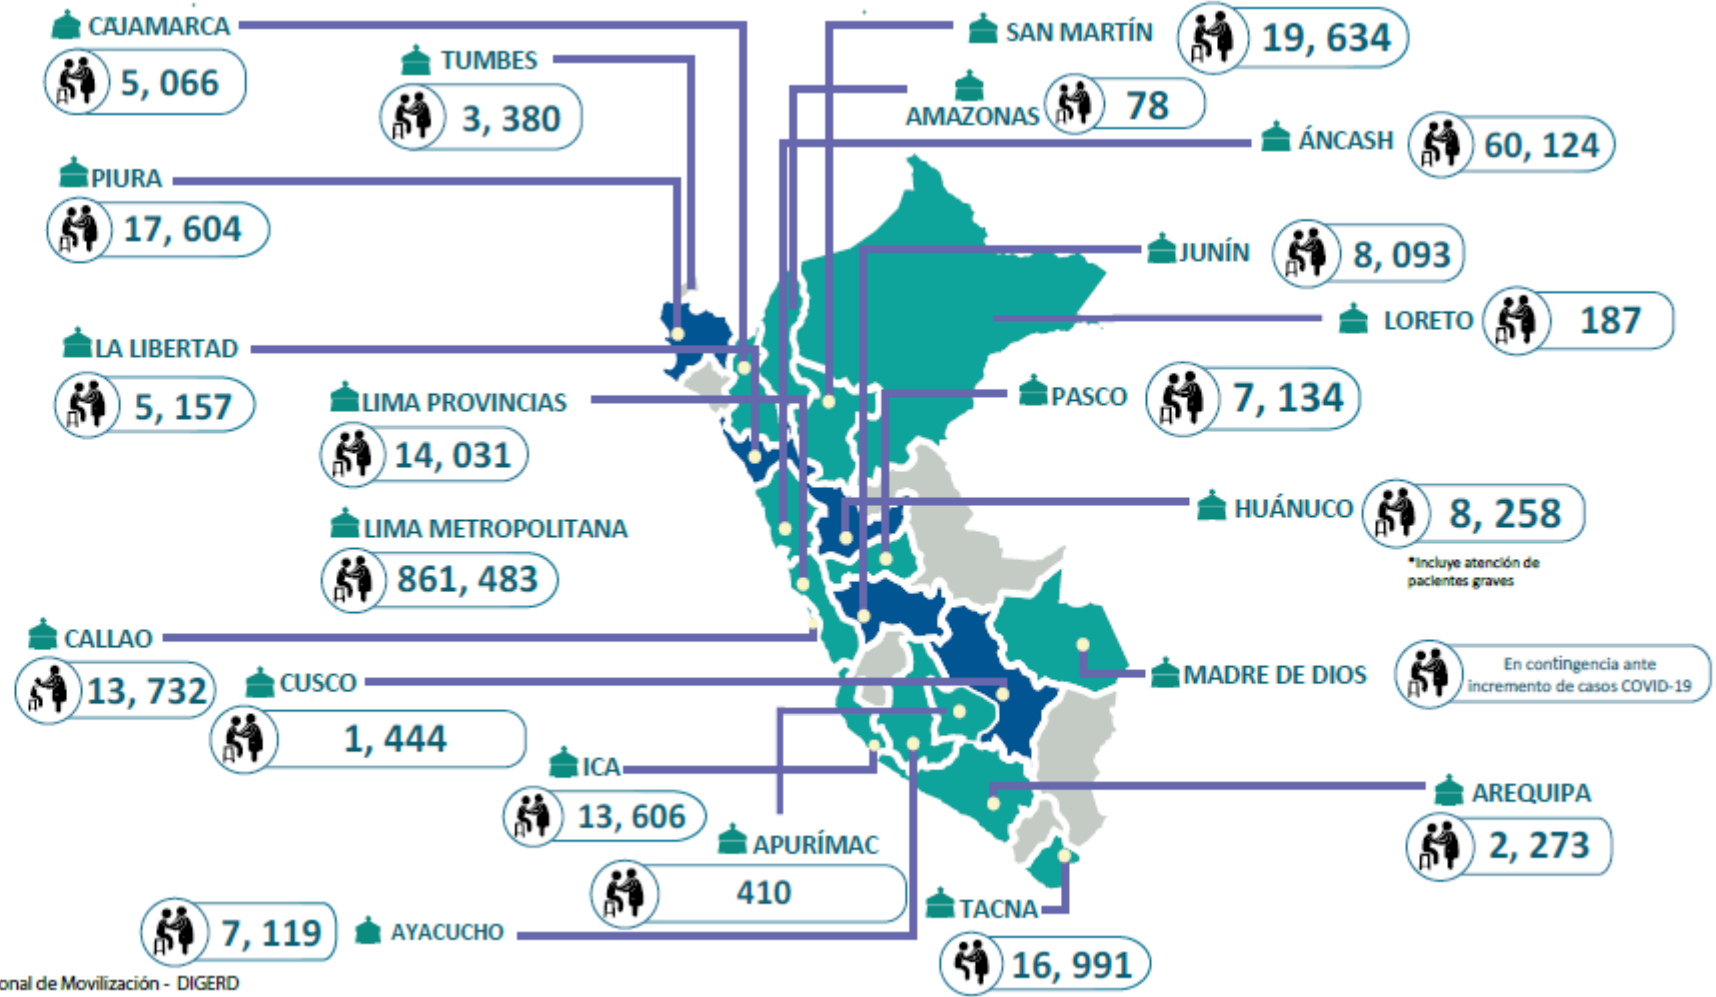 CAJAMARCA
5, 066
TUMBES
3, 380
SAN MARTÍN
19, 634
AMAZONAS
78
ÁNCASH
60, 124
PIURA
17, 604
JUNÍN
8, 093
LORETO
187
LA LIBERTAD
5, 157
LIMA PROVINCIAS
14, 031
PASCO
7, 134
LIMA METROPOLITANA
861, 483
HUÁNUCO
8, 258
*Incluye atención de
pacientes graves
CALLAO
13, 732
CUSCO
1, 444
MADRE DE DIOS
En contingencia ante
incremento de casos COVID-19
ICA
13, 606
APURÍMAC
410
AREQUIPA
2, 273
TACNA
16, 991
7, 119
AYACUCHO
onal de Movilización - DIGERD